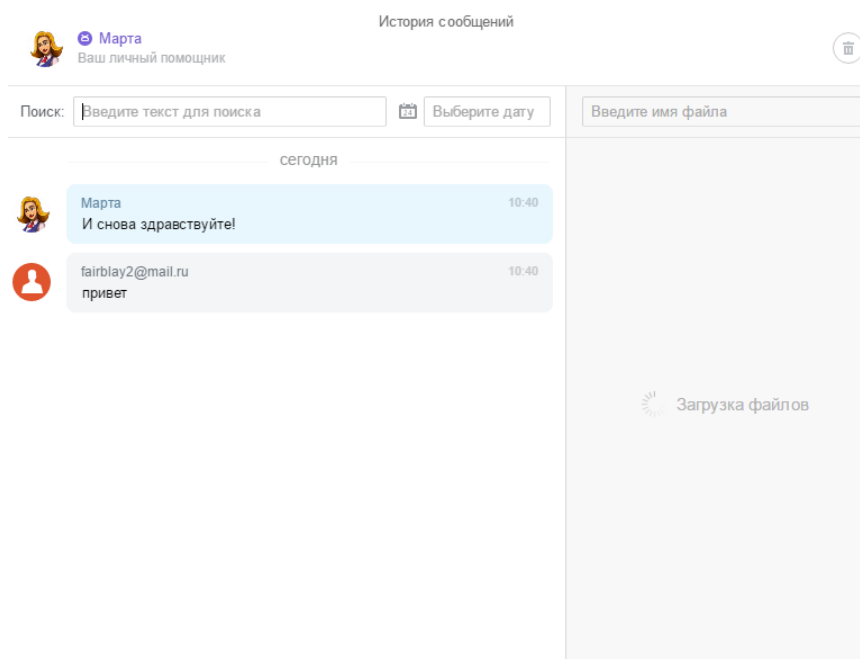 История сообщений
Марта
Ваш личный помощник
Поиск: Введите текст для поиска 24 Выберите дату Введите имя файла
сегодня
Марта 10:40
И снова здравствуйте!
fairblay2@mail.ru 10:40
привет
Загрузка файлов